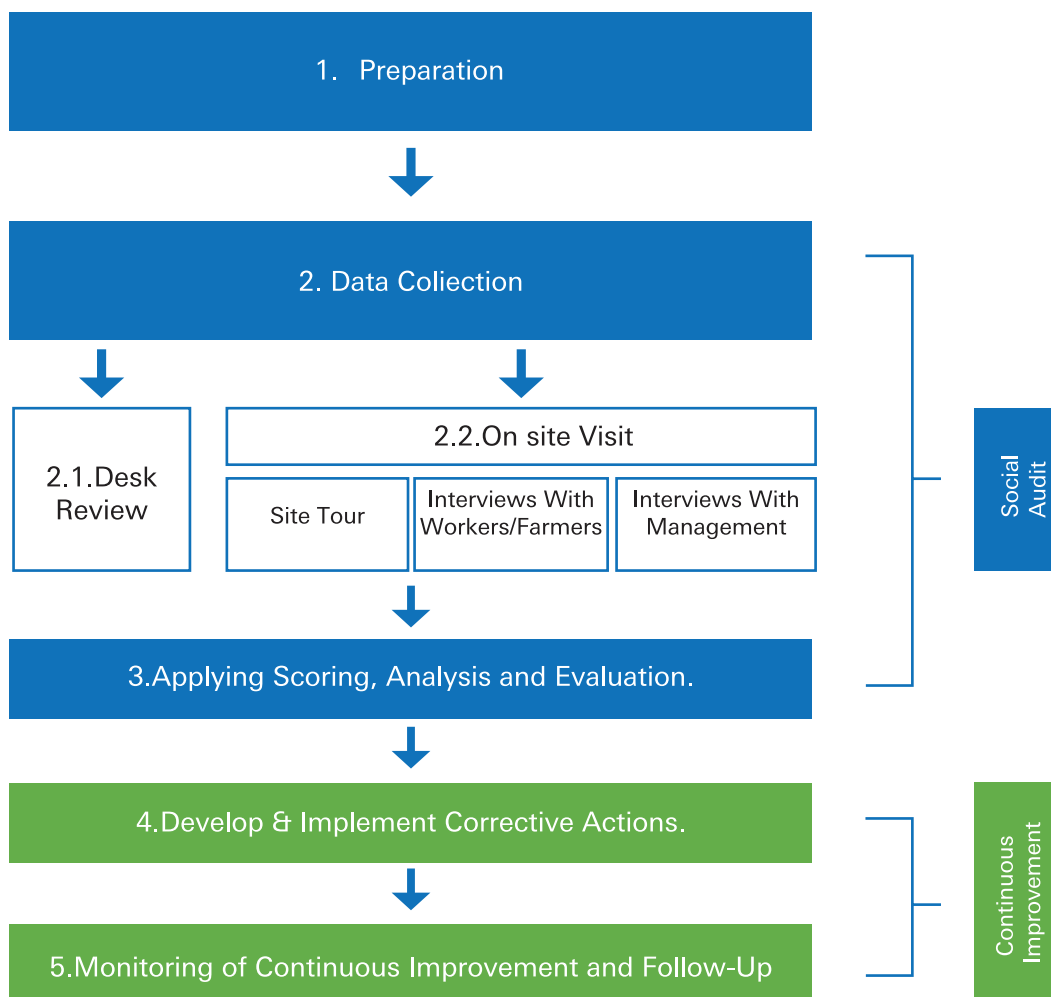 1. Preparation
2. Data Coliection
2.1.Desk
Review
2.2.On site Visit
Site Tour
Interviews With
Workers/Farmers
Interviews With
Management
3.Applying Scoring, Analysis and Evaluation.
Social
Audit
4.Develop & Implement Corrective Actions.
5.Monitoring of Continuous Improvement and Follow-Up
Continuous
Improvement